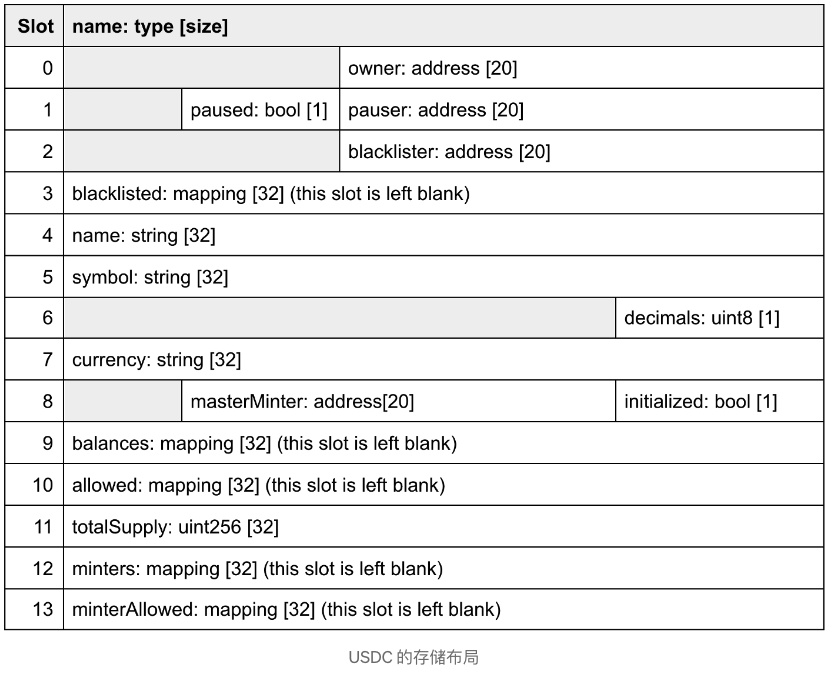 Slot name: type [size]
0 owner: address [20]
1 paused: bool [1] pauser: address [20]
2 blacklister: address [20]
3 blacklisted: mapping [32] (this slot is left blank)
4 name: string [32]
5 symbol: string [32]
6 decimals: uint8 [1]
7 currency: string [32]
8 masterMinter: address[20] initialized: bool [1]
9 balances: mapping [32] (this slot is left blank)
10 allowed: mapping [32] (this slot is left blank)
11 totalSupply: uint256 [32]
12 minters: mapping [32] (this slot is left blank)
13 minterAllowed: mapping [32] (this slot is left blank)
USDC 的存储布局